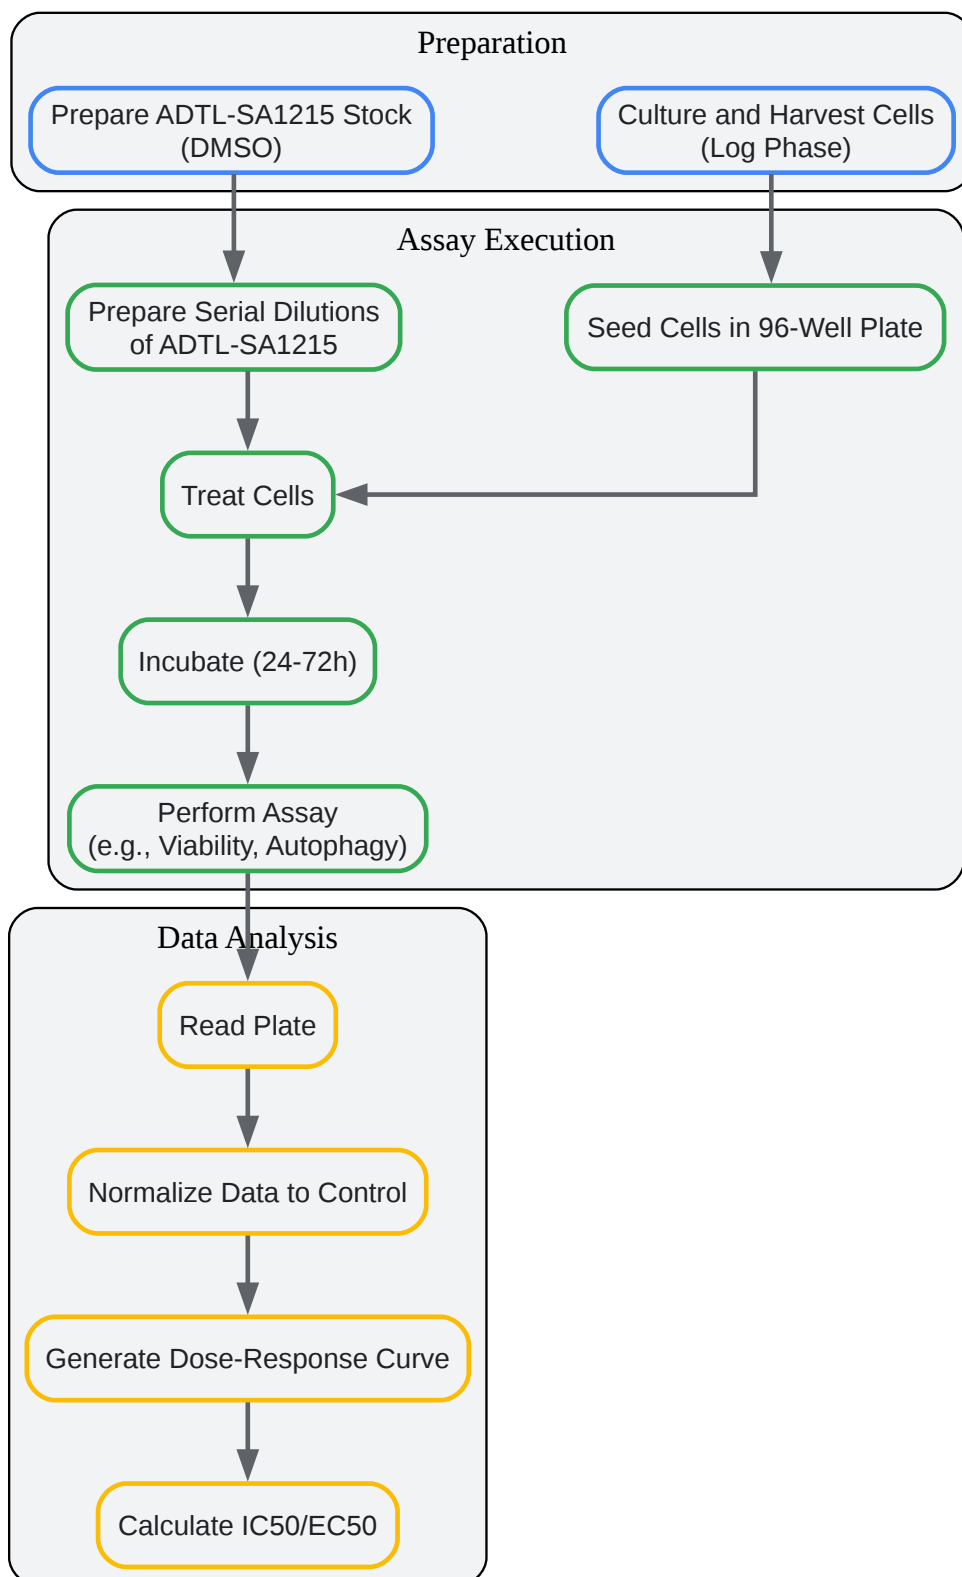 Preparation
Prepare ADTL-SA1215 Stock
(DMSO)
Culture and Harvest Cells
(Log Phase)
Assay Execution
Prepare Serial Dilutions
of ADTL-SA1215
Seed Cells in 96-Well Plate
Treat Cells
Incubate (24-72h)
Perform Assay
(e.g., Viability, Autophagy)
Data Analysis
Read Plate
Normalize Data to Control
Generate Dose-Response Curve
Calculate IC50/EC50